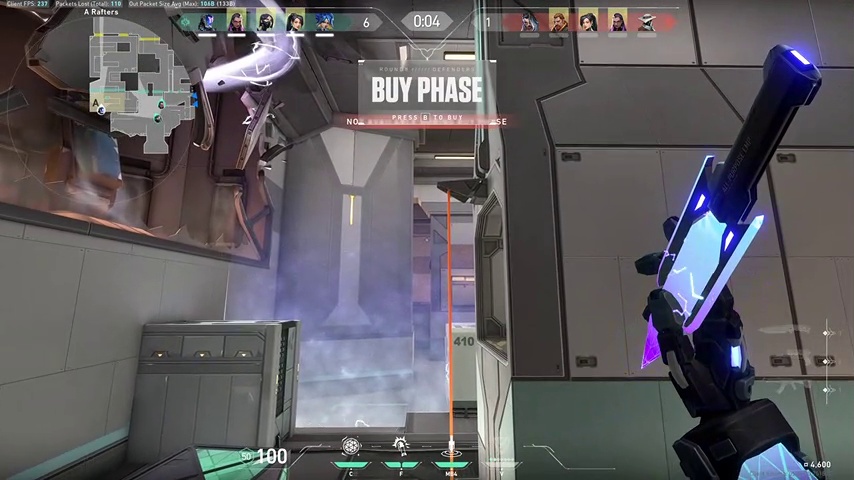 Client FPS: 237 Packets Lost (Total): 110 Out Packet Size Avg (Max): 104B (133B)
A Rafters
6
0:04
1
BUY PHASE
PRESS B TO BUY
A
410
50
100
C
F
MB4
4,600